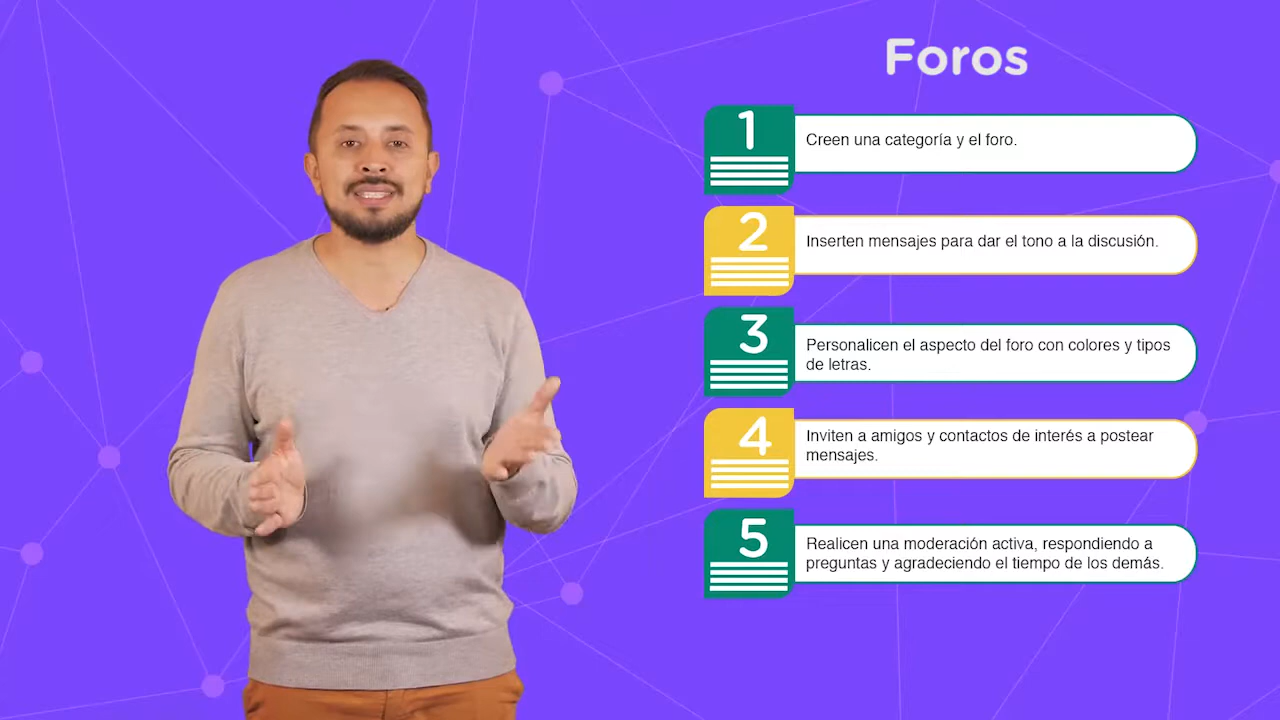 Foros
1
Creen una categoría y el foro.
2
Inserten mensajes para dar el tono a la discusión.
3
Personalicen el aspecto del foro con colores y tipos
de letras.
4
Inviten a amigos y contactos de interés a postear
mensajes.
5
Realicen una moderación activa, respondiendo a
preguntas y agradeciendo el tiempo de los demás.